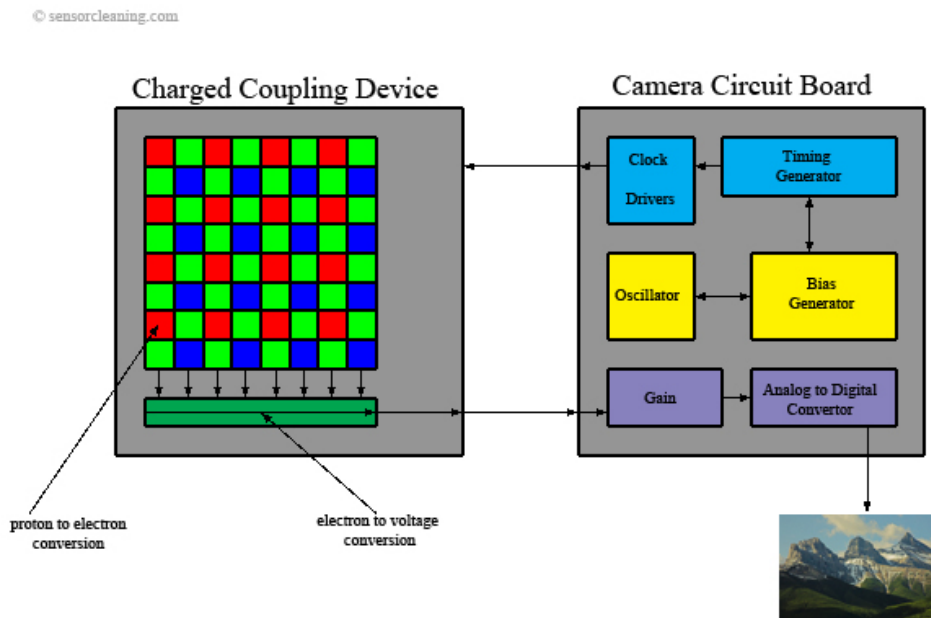 © sensorcleaning.com
Charged Coupling Device
Camera Circuit Board
Clock
Drivers
Timing
Generator
Oscillator
Bias
Generator
Gain
Analog to Digital
Convertor
proton to electron
conversion
electron to voltage
conversion